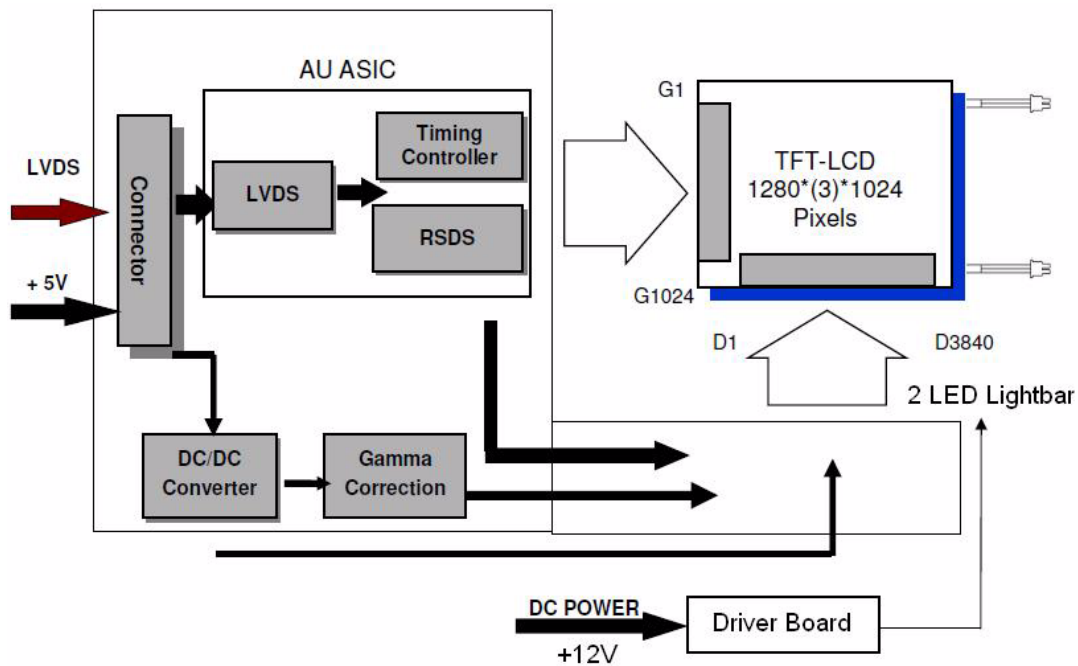 AU ASIC
LVDS
+ 5V
Connector
LVDS
Timing
Controller
RSDS
G1
TFT-LCD
1280*(3)*1024
Pixels
G1024
D1
D3840
2 LED Lightbar
DC/DC
Converter
Gamma
Correction
DC POWER
+12V
Driver Board